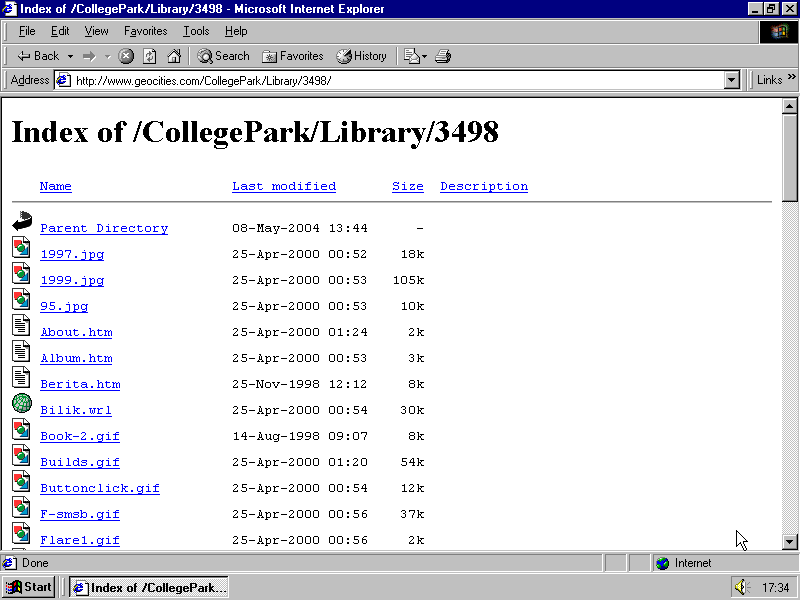 Index of /CollegePark/Library/3498 - Microsoft Internet Explorer
File Edit View Favorites Tools Help
Back Search Favorites History
Address http://www.geocities.com/CollegePark/Library/3498/ Links »
Index of /CollegePark/Library/3498
Name Last modified Size Description
Parent Directory 08-May-2004 13:44 -
1997.jpg 25-Apr-2000 00:52 18k
1999.jpg 25-Apr-2000 00:53 105k
95.jpg 25-Apr-2000 00:53 10k
About.htm 25-Apr-2000 01:24 2k
Album.htm 25-Apr-2000 00:53 3k
Berita.htm 25-Nov-1998 12:12 8k
Bilik.wrl 25-Apr-2000 00:54 30k
Book-2.gif 14-Aug-1998 09:07 8k
Builds.gif 25-Apr-2000 01:20 54k
Buttonclick.gif 25-Apr-2000 00:54 12k
F-smsb.gif 25-Apr-2000 00:56 37k
Flare1.gif 25-Apr-2000 00:56 2k
Done Internet
Start Index of /CollegePark... 17:34